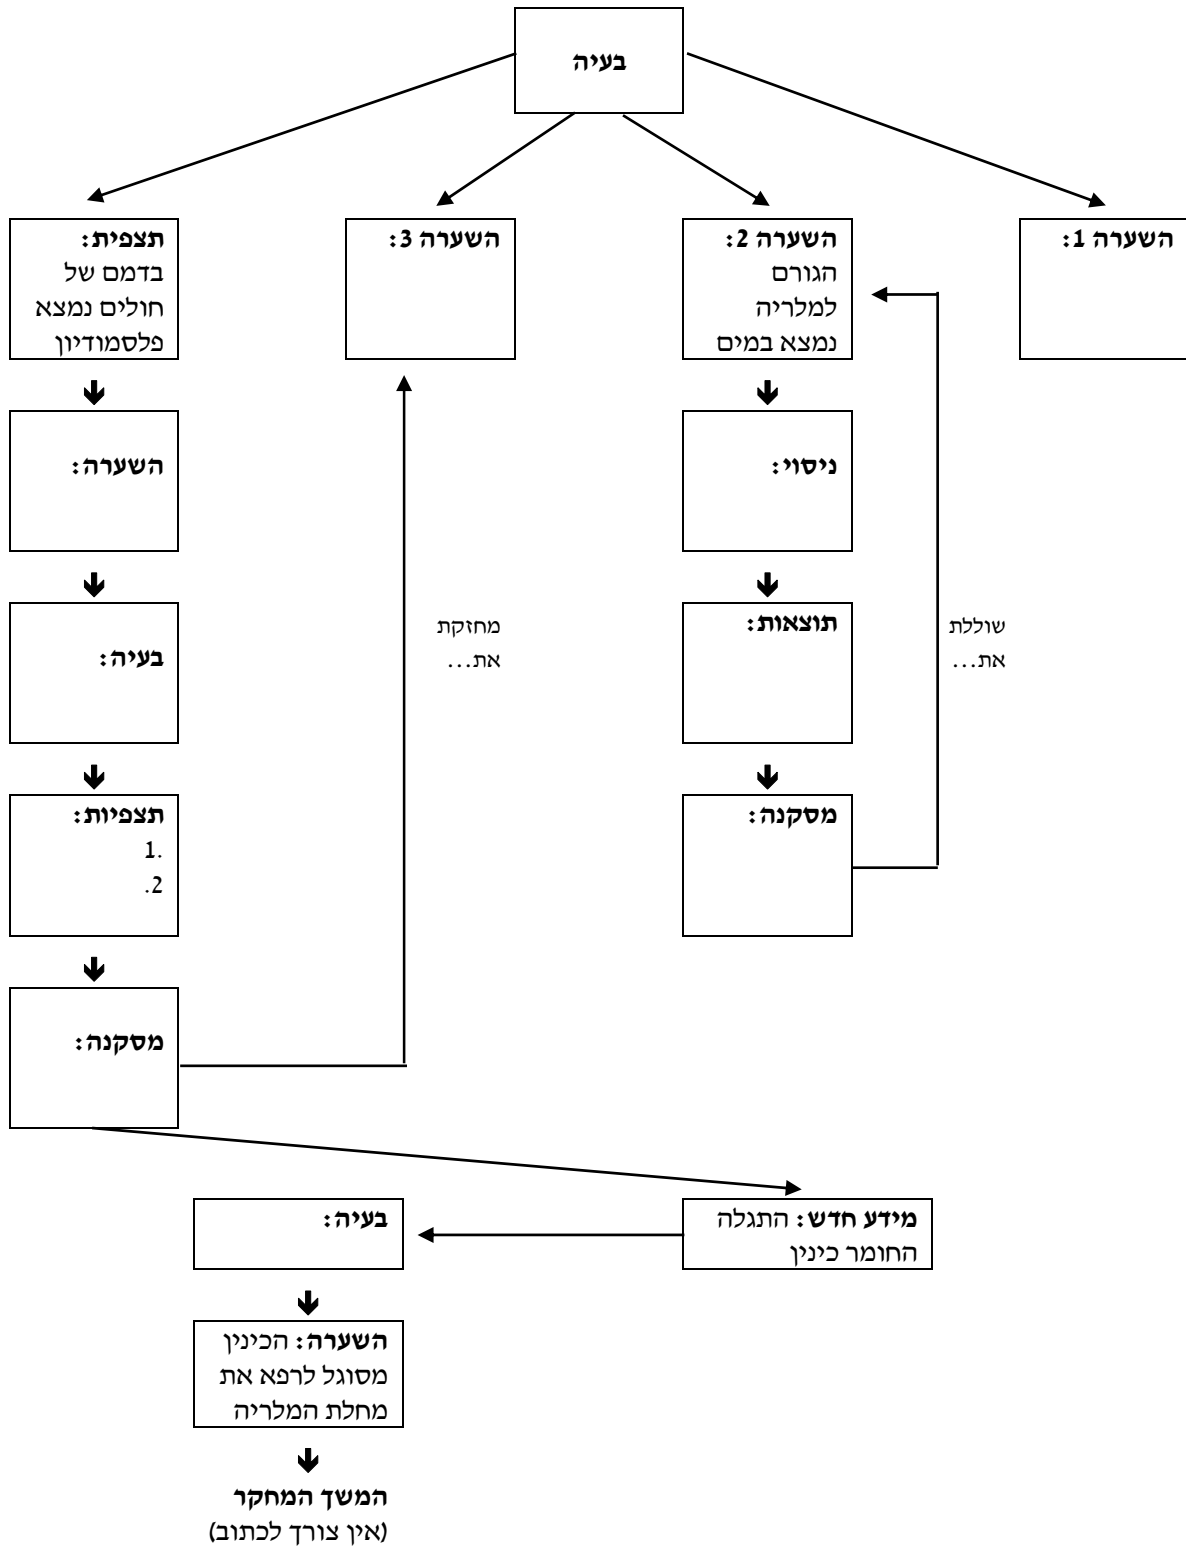 בעיה
השערה 1:
השערה 2:
הגורם
למלריה
נמצא במים
השערה 3:
תצפית:
בדמם של
חולים נמצא
פלסמודיון
ניסוי:
השערה:
שוללת
את...
תוצאות:
מחזקת
את...
בעיה:
מסקנה:
תצפיות:
1.
2.
מסקנה:
מידע חדש: התגלה
החומר כינין
בעיה:
השערה: הכינין
מסוגל לרפא את
מחלת המלריה
המשך המחקר
(אין צורך לכתוב)